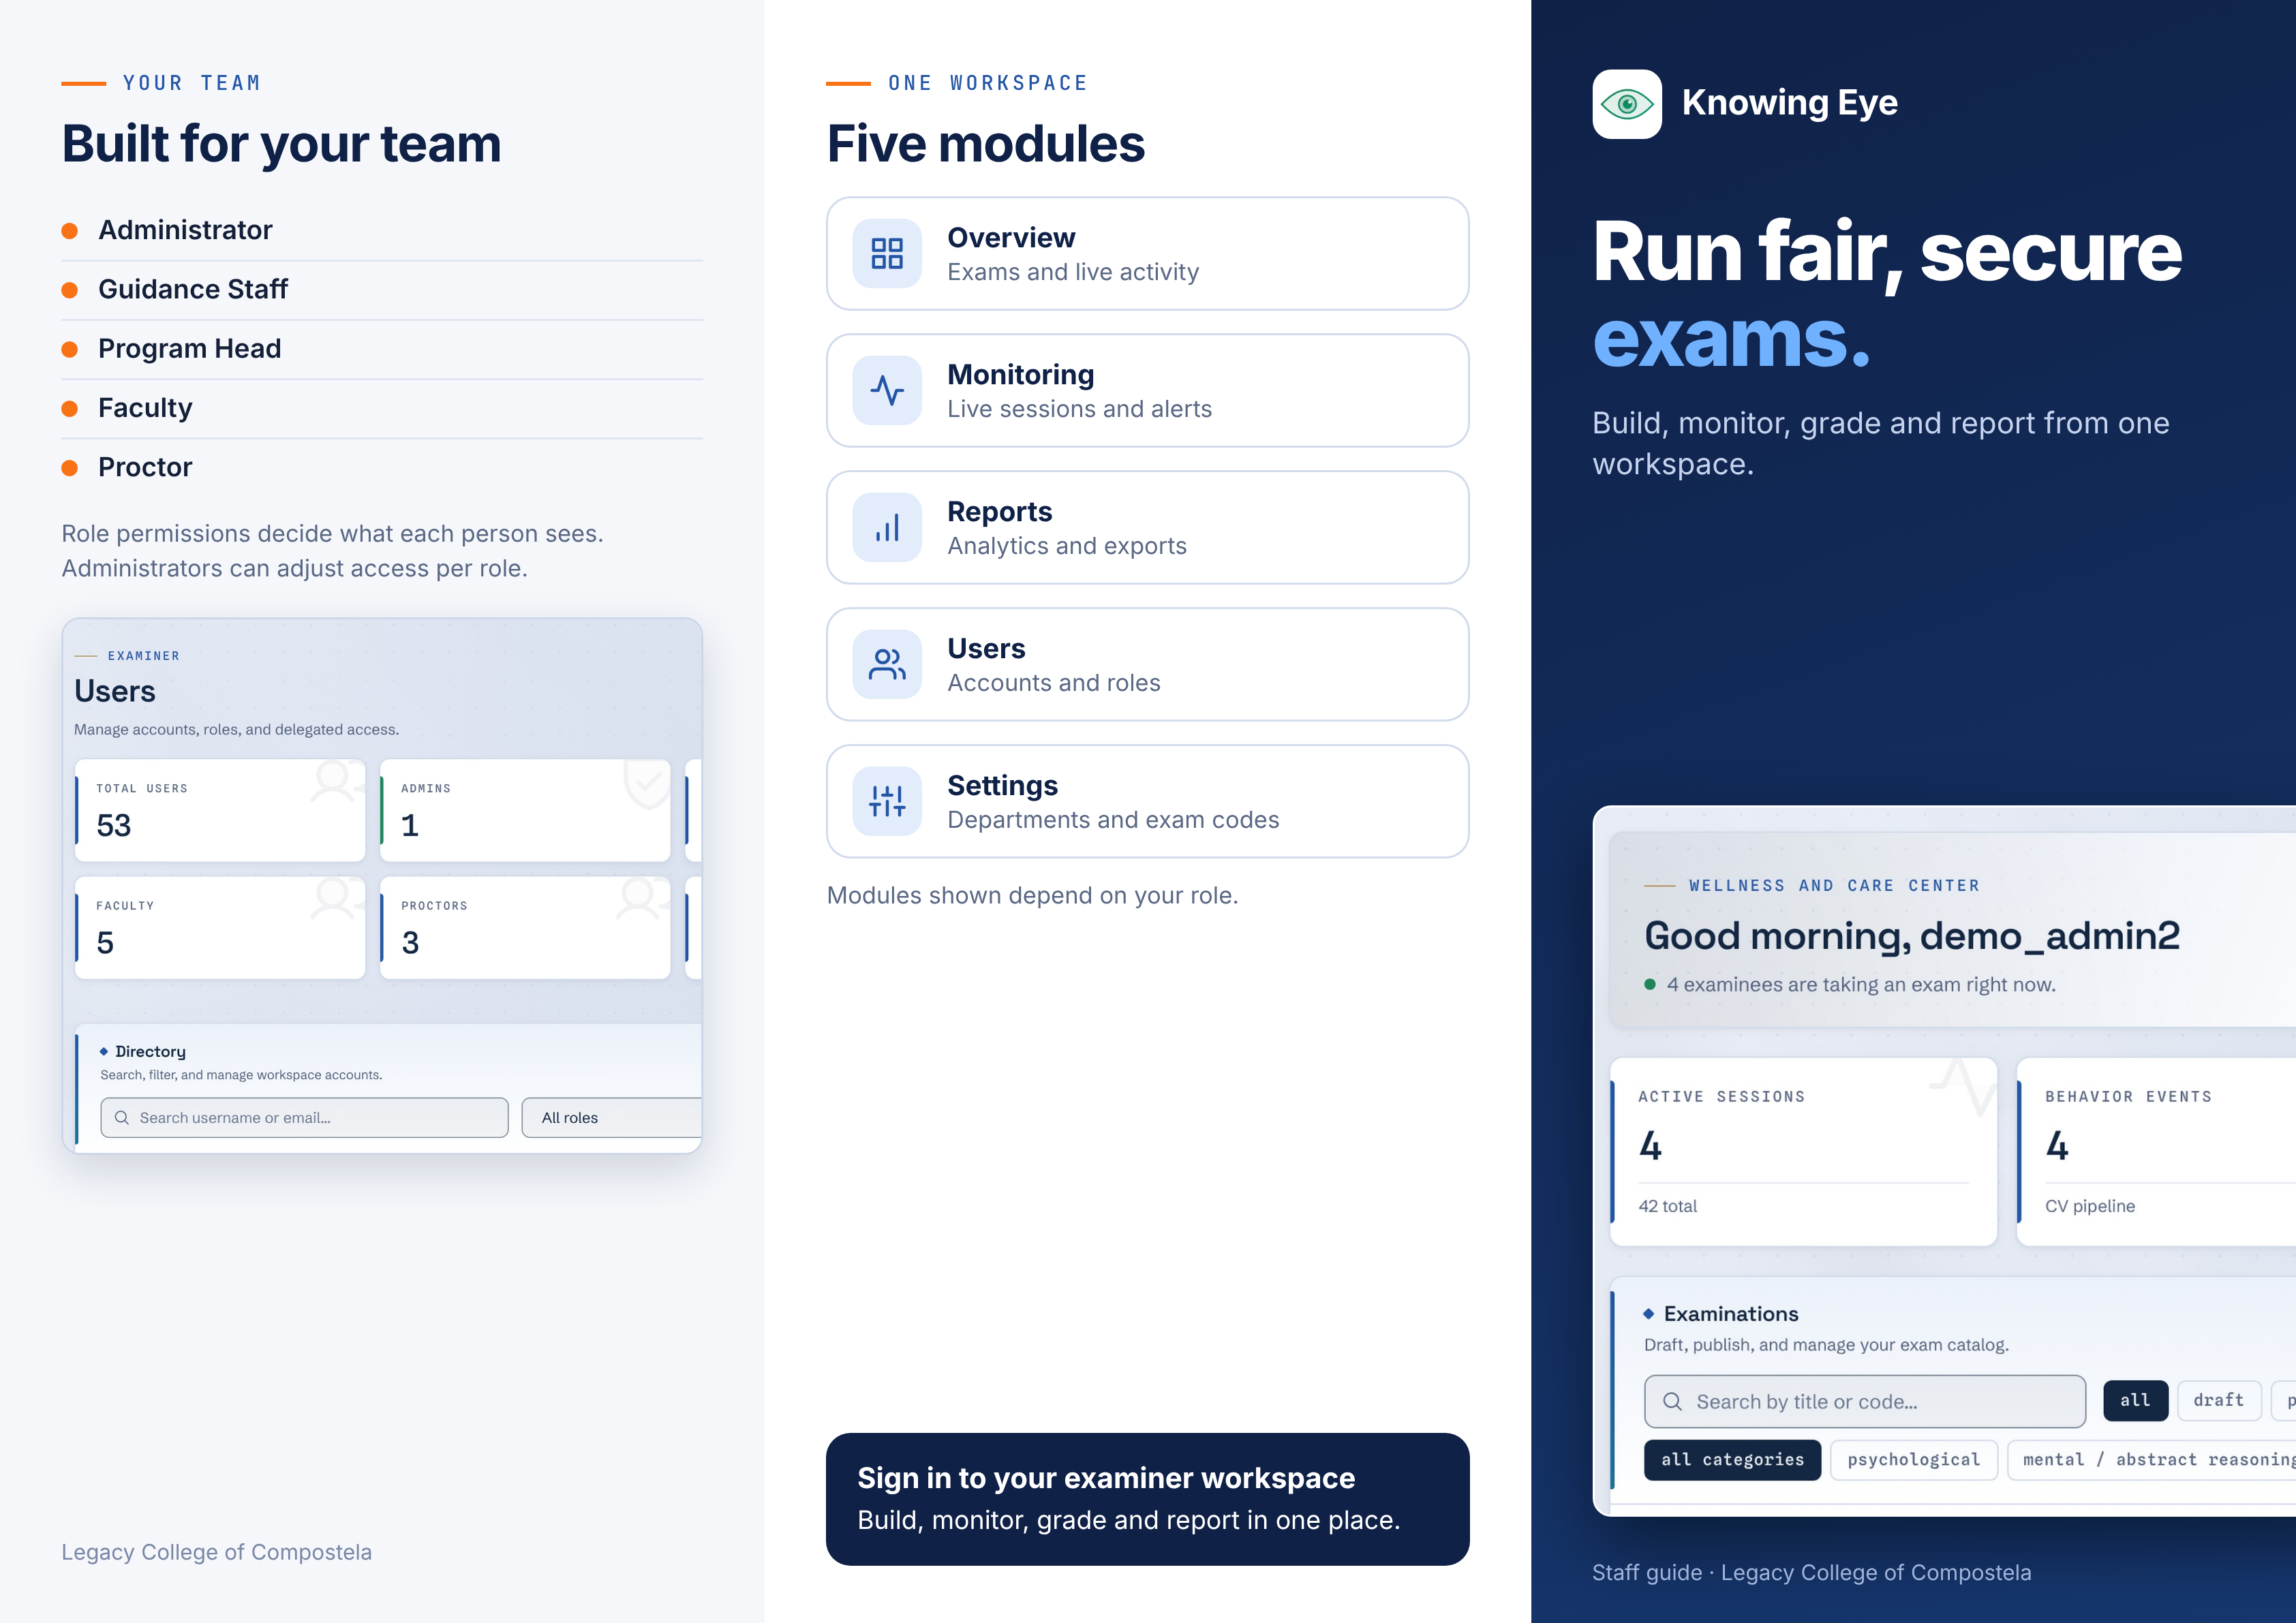 YOUR TEAM
Built for your team
Administrator
Guidance Staff
Program Head
Faculty
Proctor
Role permissions decide what each person sees.
Administrators can adjust access per role.
EXAMINER
Users
Manage accounts, roles, and delegated access.
TOTAL USERS
53
ADMINS
1
FACULTY
5
PROCTORS
3
Directory
Search, filter, and manage workspace accounts.
Search username or email...
All roles
Legacy College of Compostela
ONE WORKSPACE
Five modules
Overview
Exams and live activity
Monitoring
Live sessions and alerts
Reports
Analytics and exports
Users
Accounts and roles
Settings
Departments and exam codes
Modules shown depend on your role.
Sign in to your examiner workspace
Build, monitor, grade and report in one place.
Knowing Eye
Run fair, secure
exams.
Build, monitor, grade and report from one
workspace.
WELLNESS AND CARE CENTER
Good morning, demo_admin2
4 examinees are taking an exam right now.
ACTIVE SESSIONS
4
42 total
BEHAVIOR EVENTS
4
CV pipeline
Examinations
Draft, publish, and manage your exam catalog.
Search by title or code...
all draft
all categories psychological mental / abstract reasoning
Staff guide · Legacy College of Compostela